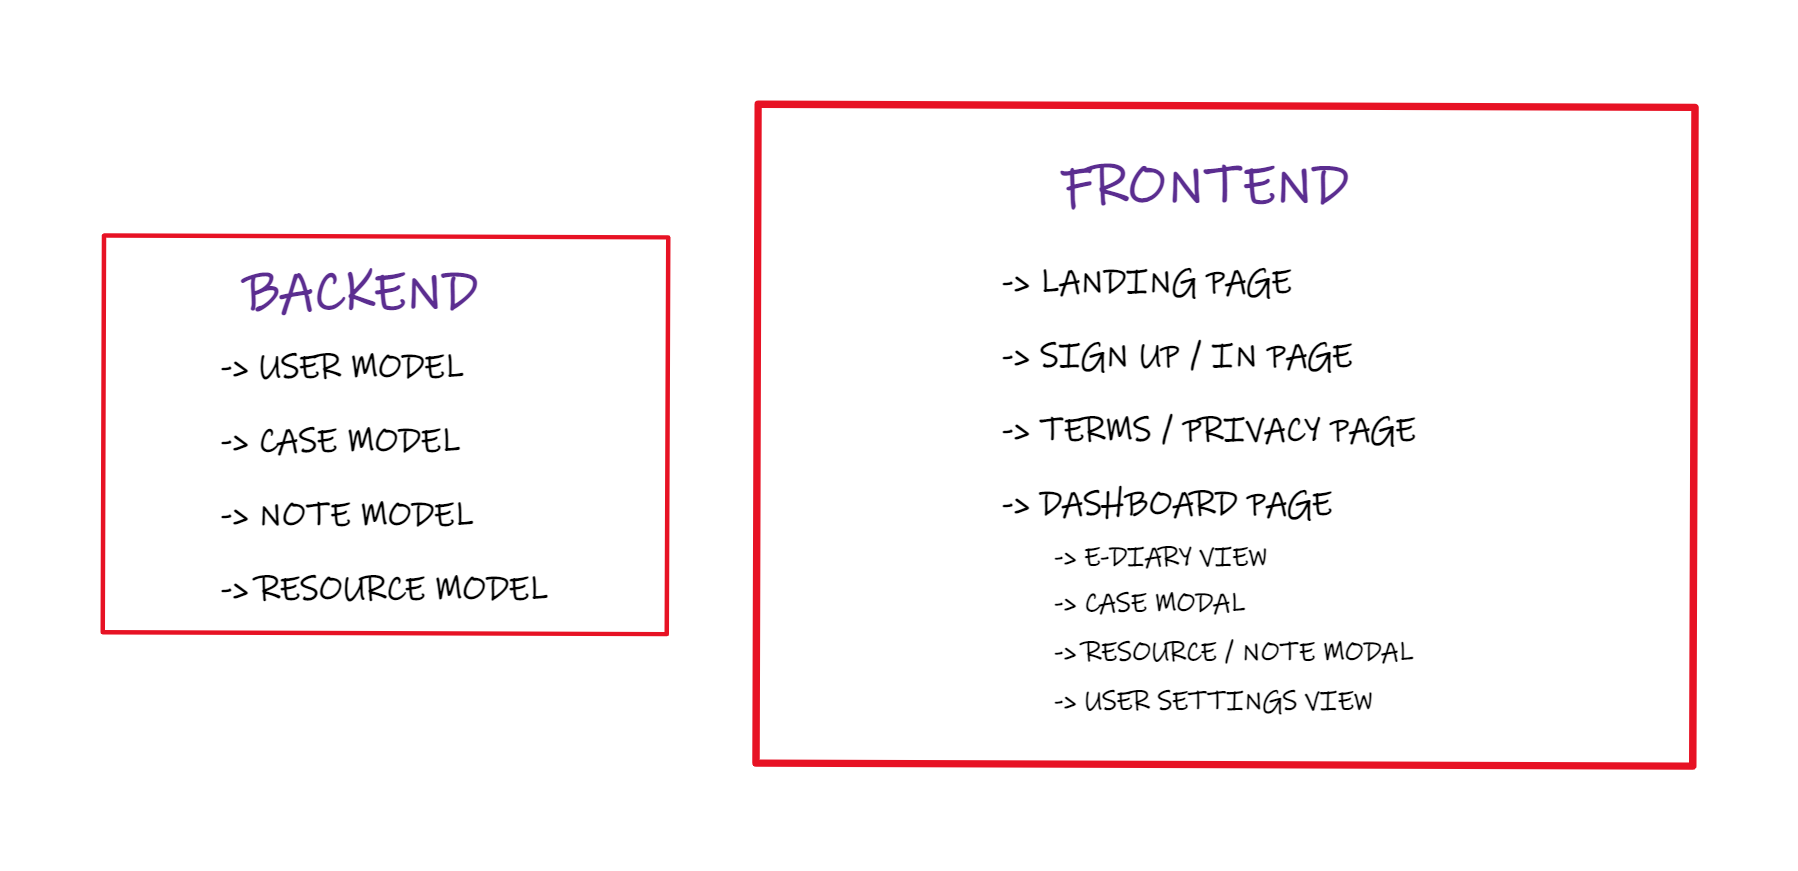 BACKEND
-> USER MODEL
-> CASE MODEL
-> NOTE MODEL
-> RESOURCE MODEL
FRONTEND
-> LANDING PAGE
-> SIGN UP / IN PAGE
-> TERMS / PRIVACY PAGE
-> DASHBOARD PAGE
-> E-DIARY VIEW
-> CASE MODAL
-> RESOURCE / NOTE MODAL
-> USER SETTINGS VIEW